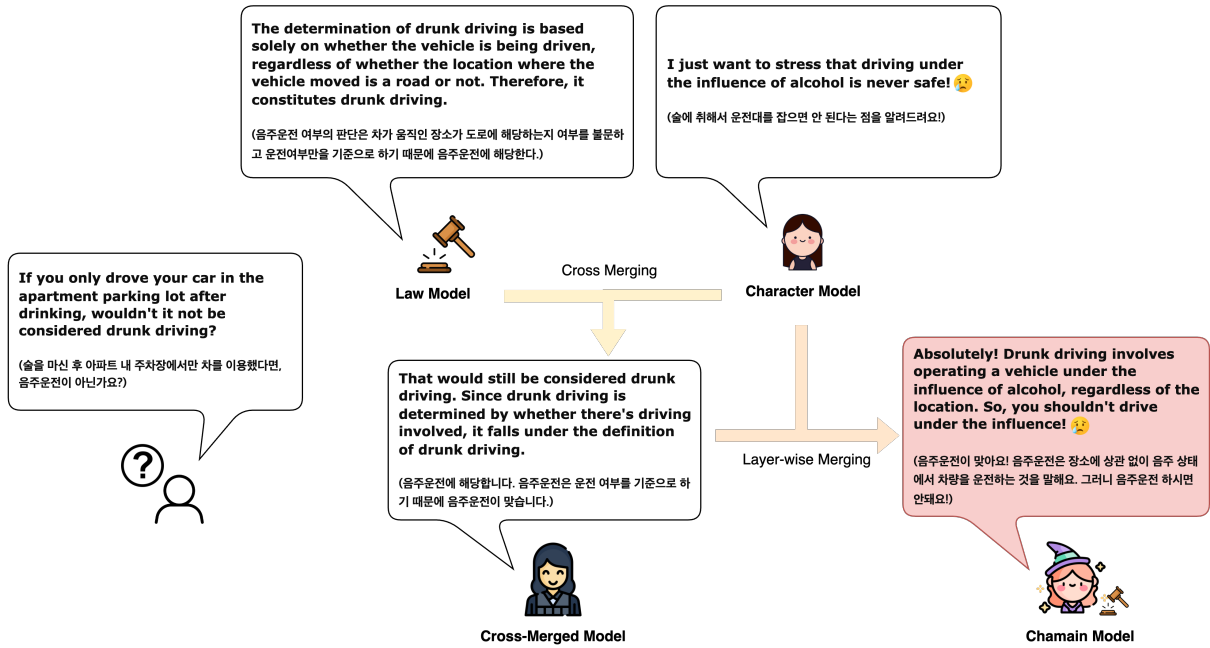 The determination of drunk driving is based
solely on whether the vehicle is being driven,
regardless of whether the location where the
vehicle moved is a road or not. Therefore, it
constitutes drunk driving.
(음주운전 여부의 판단은 차가 움직인 장소가 도로에 해당하는지 여부를 불문하
고 운전여부만을 기준으로 하기 때문에 음주운전에 해당한다.)
Law Model
I just want to stress that driving under
the influence of alcohol is never safe!😢
(술에 취해서 운전대를 잡으면 안 된다는 점을 알려드려요!)
Character Model
Cross Merging
If you only drove your car in the
apartment parking lot after
drinking, wouldn't it not be
considered drunk driving?
(술을 마신 후 아파트 내 주차장에서만 차를 이용했다면,
음주운전이 아닌가요?)
?
That would still be considered drunk
driving. Since drunk driving is
determined by whether there's driving
involved, it falls under the definition
of drunk driving.
(음주운전에 해당합니다. 음주운전은 운전 여부를 기준으로 하
기 때문에 음주운전이 맞습니다.)
Cross-Merged Model
Layer-wise Merging
Absolutely! Drunk driving involves
operating a vehicle under the
influence of alcohol, regardless of the
location. So, you shouldn't drive
under the influence! 😢
(음주운전이 맞아요! 음주운전은 장소에 상관 없이 음주 상태
에서 차량을 운전하는 것을 말해요. 그러니 음주운전 하시면
안돼요!)
Chamain Model